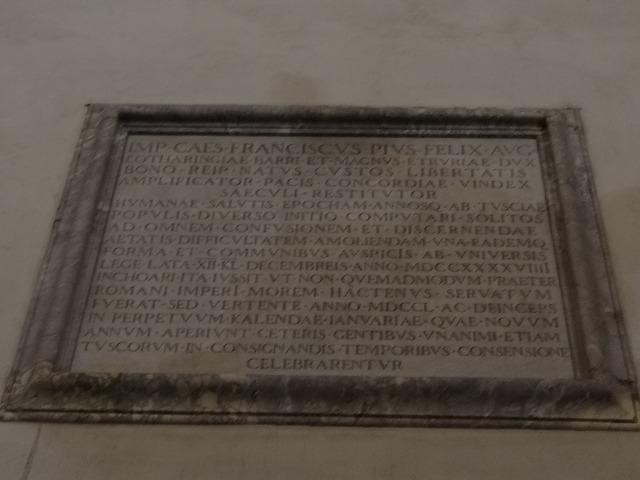 IMP·CAES·FRANCISCVS·PIVS·FELIX·AVG
LOTHARINGIAE·BARRI·ET·MAGNVS·ETRVRIAE·DVX
BONO·REIP·NATVS·CVSTOS·LIBERTATIS
AMPLIFICATOR·PACIS·CONCORDIAE·VINDEX
SAECVLI·RESTITVTOR
HVMANAE·SALVTIS·EPOCHAM·ANNOSQ·AB·TVSCIAE
POPVLIS·DIVERSO·INITIO·COMPVTARI·SOLITOS
AD·OMNEM·CONFVSIONEM·ET·DISCERNENDAE
AETATIS·DIFFICVLTATEM·AMOLIENDAM·VNA·EADEMQ
FORMA·ET·COMMVNIBVS·AVSPICIS·AB·VNIVERSIS
LEGE·LATA·XII·KL·DECEMBREIS·ANNO·MDCCXXXXVIIII
INCHOARI·ITA·IVSSIT·VT·NON·QVEMADMODVM·PRAETER
ROMANI·IMPERI·MOREM·HACTENVS·SERVATVM
FVERAT·SED·VERTENTE·ANNO·MDCCL·AC·DEINCEPS
IN·PERPETVVM·KALENDAE·IANVARIAE·QVAE·NOVVM
ANNVM·APERIVNT·CETERIS·GENTIBVS·VNANIMI·ETIAM
TVSCORVM·IN·CONSIGNANDIS·TEMPORIBVS·CONSENSIONE
CELEBRARENTVR